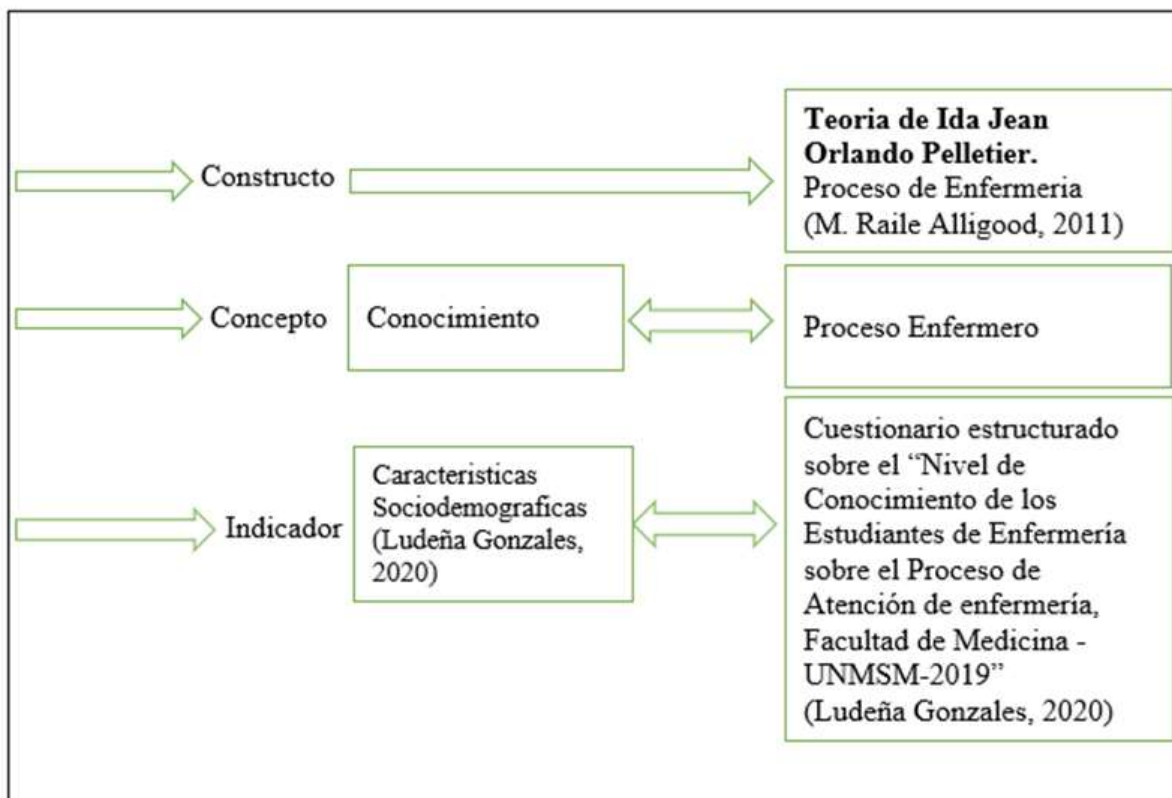 Teoria de Ida Jean
Orlando Pelletier.
Constructo
Proceso de Enfermeria
(M. Raile Alligood, 2011)
Concepto
Conocimiento
Proceso Enfermero
Indicador
Caracteristicas
Sociodemograficas
(Ludeña Gonzales,
2020)
Cuestionario estructurado
sobre el “Nivel de
Conocimiento de los
Estudiantes de Enfermería
sobre el Proceso de
Atención de enfermería,
Facultad de Medicina -
UNMSM-2019”
(Ludeña Gonzales, 2020)